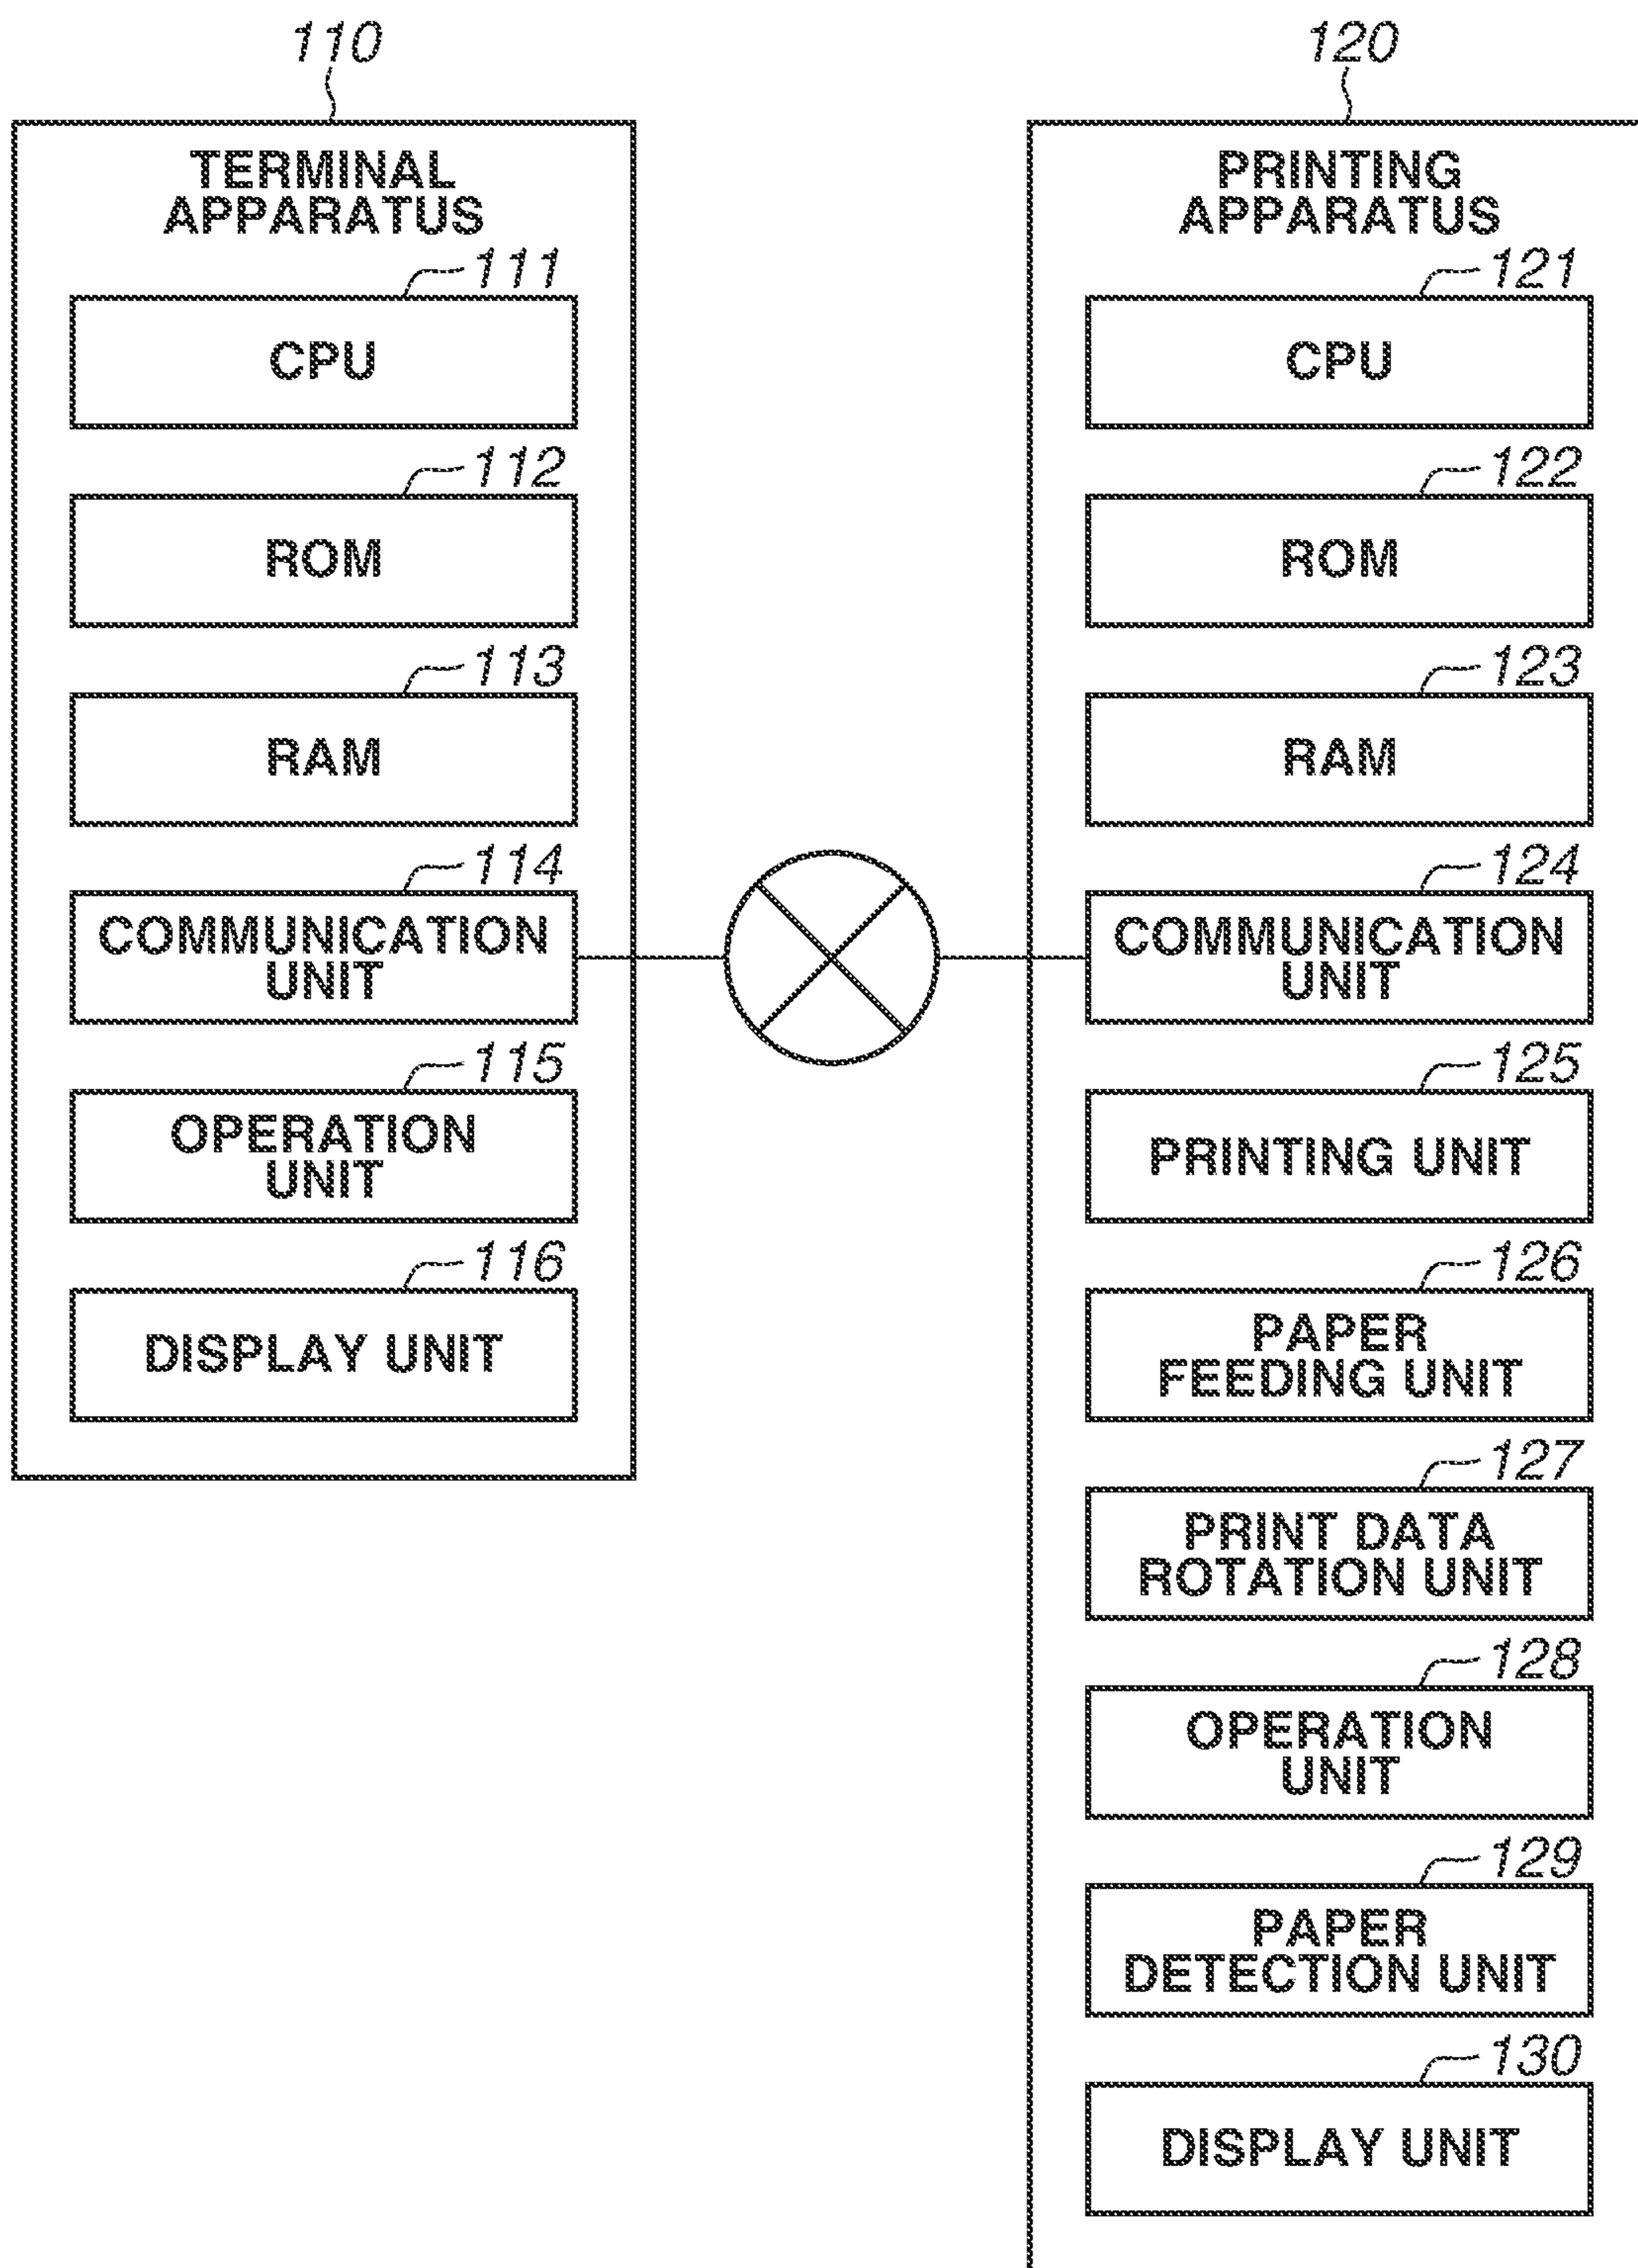 110
TERMINAL
APPARATUS
111
CPU
112
ROM
113
RAM
114
COMMUNICATION
UNIT
115
OPERATION
UNIT
116
DISPLAY UNIT
120
PRINTING
APPARATUS
121
CPU
122
ROM
123
RAM
124
COMMUNICATION
UNIT
125
PRINTING UNIT
126
PAPER
FEEDING UNIT
127
PRINT DATA
ROTATION UNIT
128
OPERATION
UNIT
129
PAPER
DETECTION UNIT
130
DISPLAY UNIT